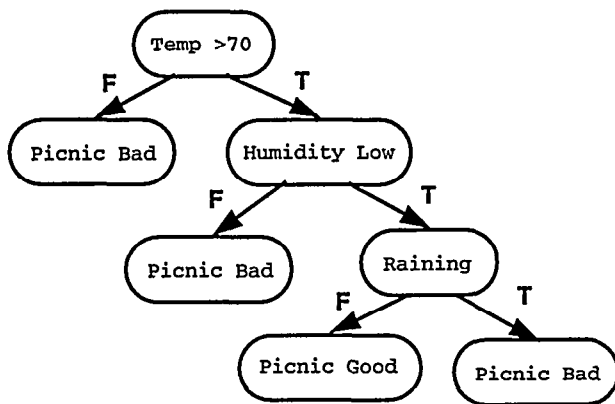 Temp >70
F
T
Picnic Bad
Humidity Low
F
T
Picnic Bad
Raining
F
T
Picnic Good
Picnic Bad